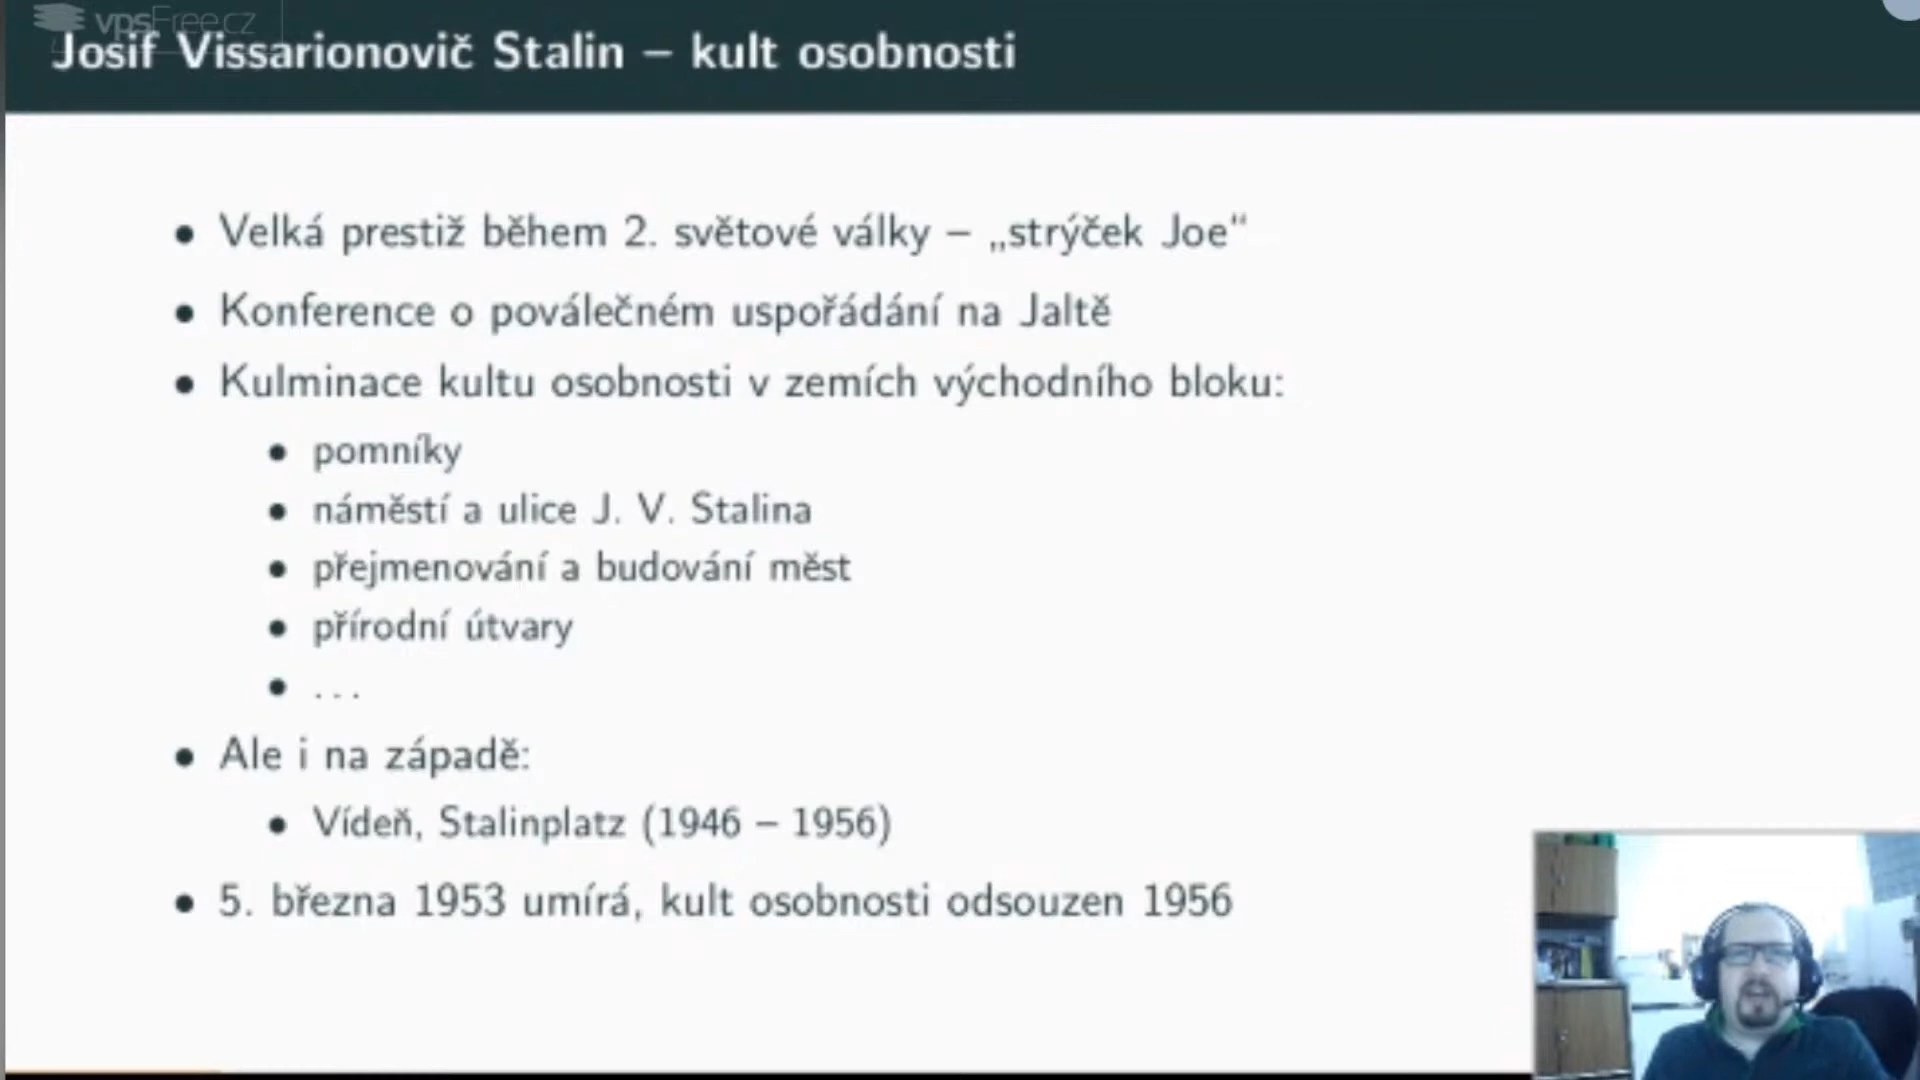 vpsFree.cz
Josif Vissarionovič Stalin – kult osobnosti
• Velká prestiž během 2. světové války – „strýček Joe“
• Konference o poválečném uspořádání na Jaltě
• Kulminace kultu osobnosti v zemích východního bloku:
• pomníky
• náměstí a ulice J. V. Stalina
• přejmenování a budování měst
• přírodní útvary
• ...
• Ale i na západě:
• Vídeň, Stalinplatz (1946 – 1956)
• 5. března 1953 umírá, kult osobnosti odsouzen 1956